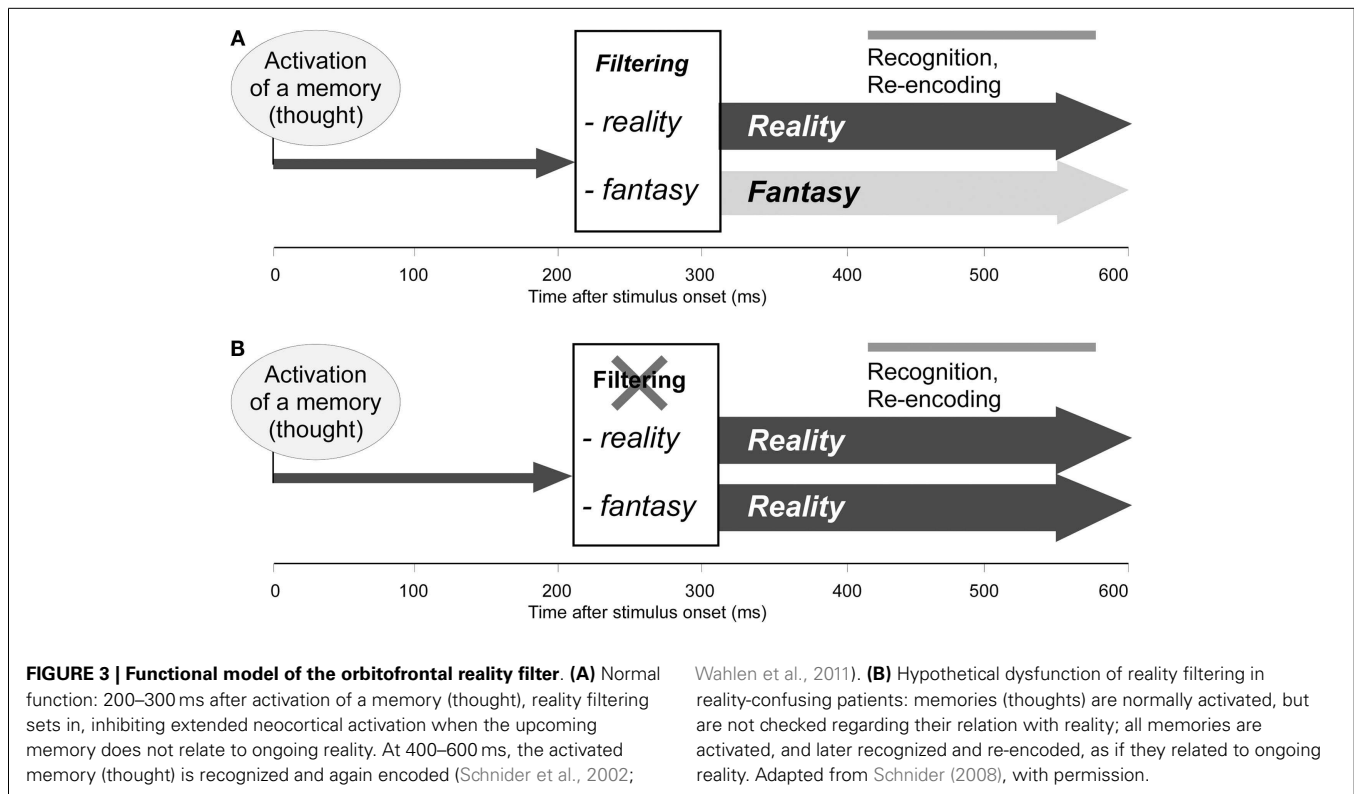 A
Activation
of a memory
(thought)
Filtering
- reality
- fantasy
Recognition,
Re-encoding
Reality
Fantasy
0 100 200 300 400 500 600
Time after stimulus onset (ms)
B
Activation
of a memory
(thought)
Filtering
- reality
- fantasy
Recognition,
Re-encoding
Reality
Reality
0 100 200 300 400 500 600
Time after stimulus onset (ms)
FIGURE 3 | Functional model of the orbitofrontal reality filter. (A) Normal
function: 200–300 ms after activation of a memory (thought), reality filtering
sets in, inhibiting extended neocortical activation when the upcoming
memory does not relate to ongoing reality. At 400–600 ms, the activated
memory (thought) is recognized and again encoded (Schnider et al., 2002;
Wahlen et al., 2011). (B) Hypothetical dysfunction of reality filtering in
reality-confusing patients: memories (thoughts) are normally activated, but
are not checked regarding their relation with reality; all memories are
activated, and later recognized and re-encoded, as if they related to ongoing
reality. Adapted from Schnider (2008), with permission.